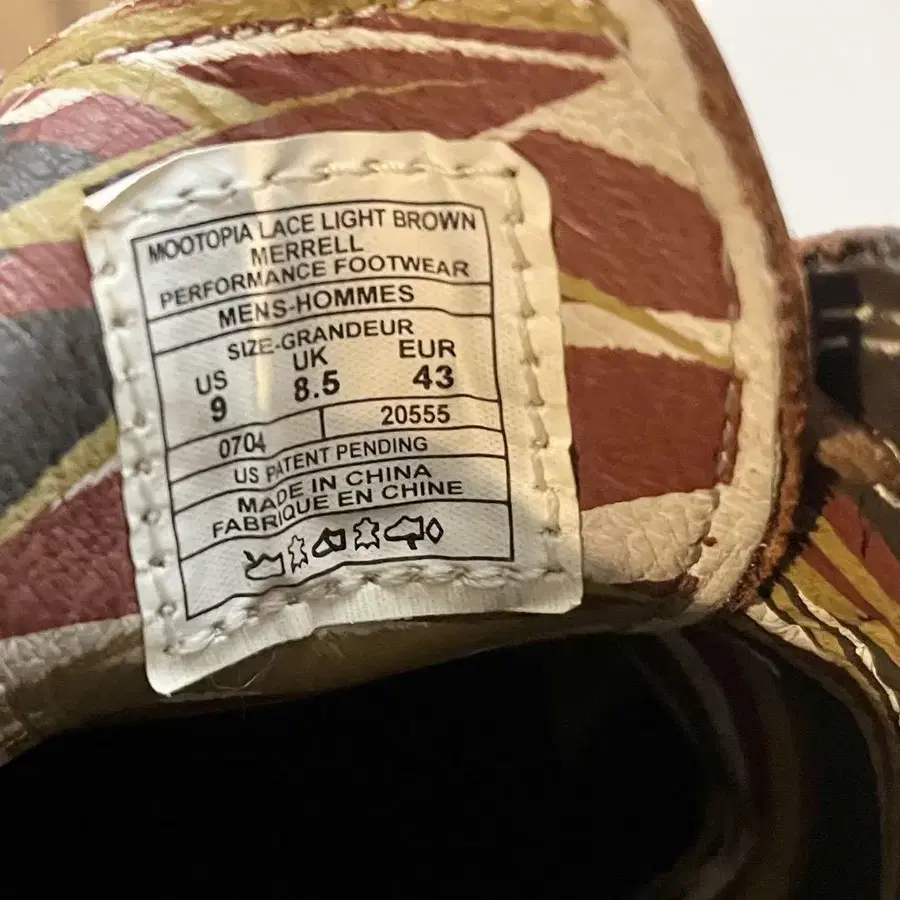 MOOTOPIA LACE LIGHT BROWN
MERRELL
PERFORMANCE FOOTWEAR
MENS-HOMMES
SIZE-GRANDEUR
US UK EUR
9 8.5 43
0704 20555
US PATENT PENDING
MADE IN CHINA
FABRIQUE EN CHINE